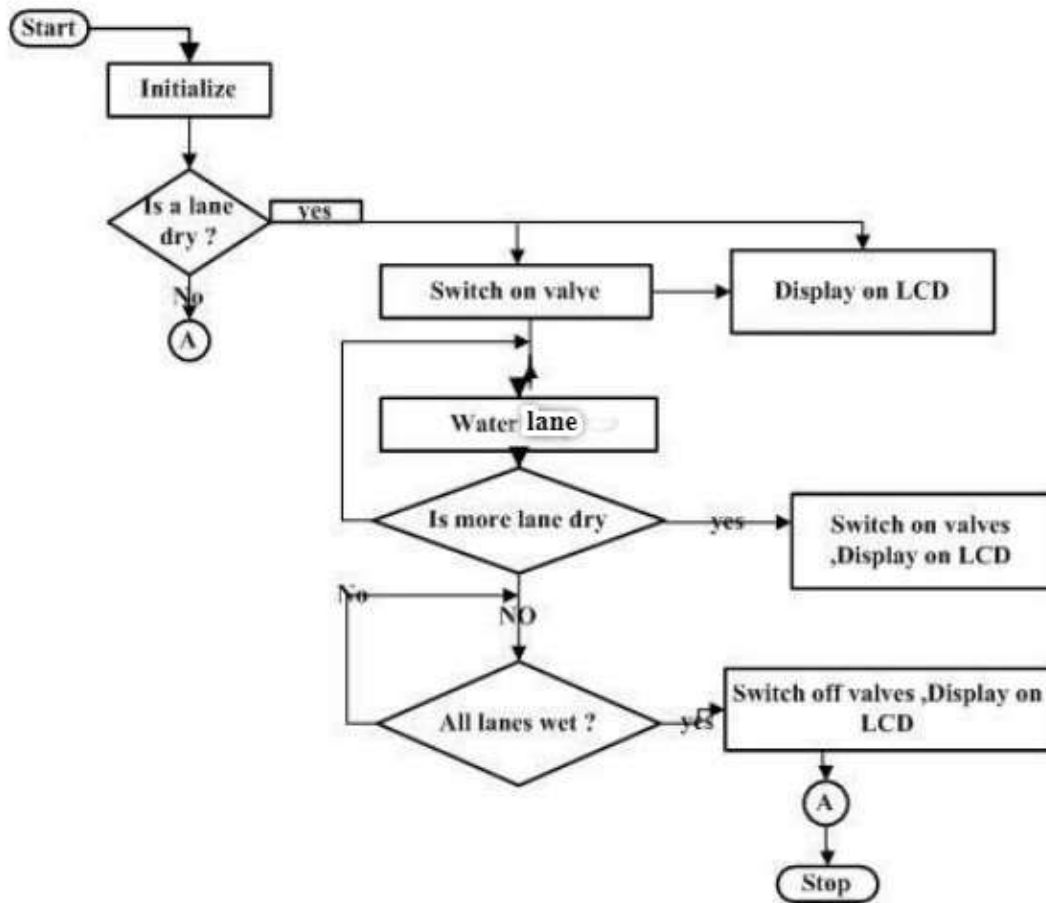 Start
Initialize
Is a lane
dry ?
yes
No
A
Switch on valve
Display on LCD
Water lane
Is more lane dry
yes
Switch on valves
,Display on LCD
No
NO
All lanes wet ?
yes
Switch off valves ,Display on
LCD
A
Stop